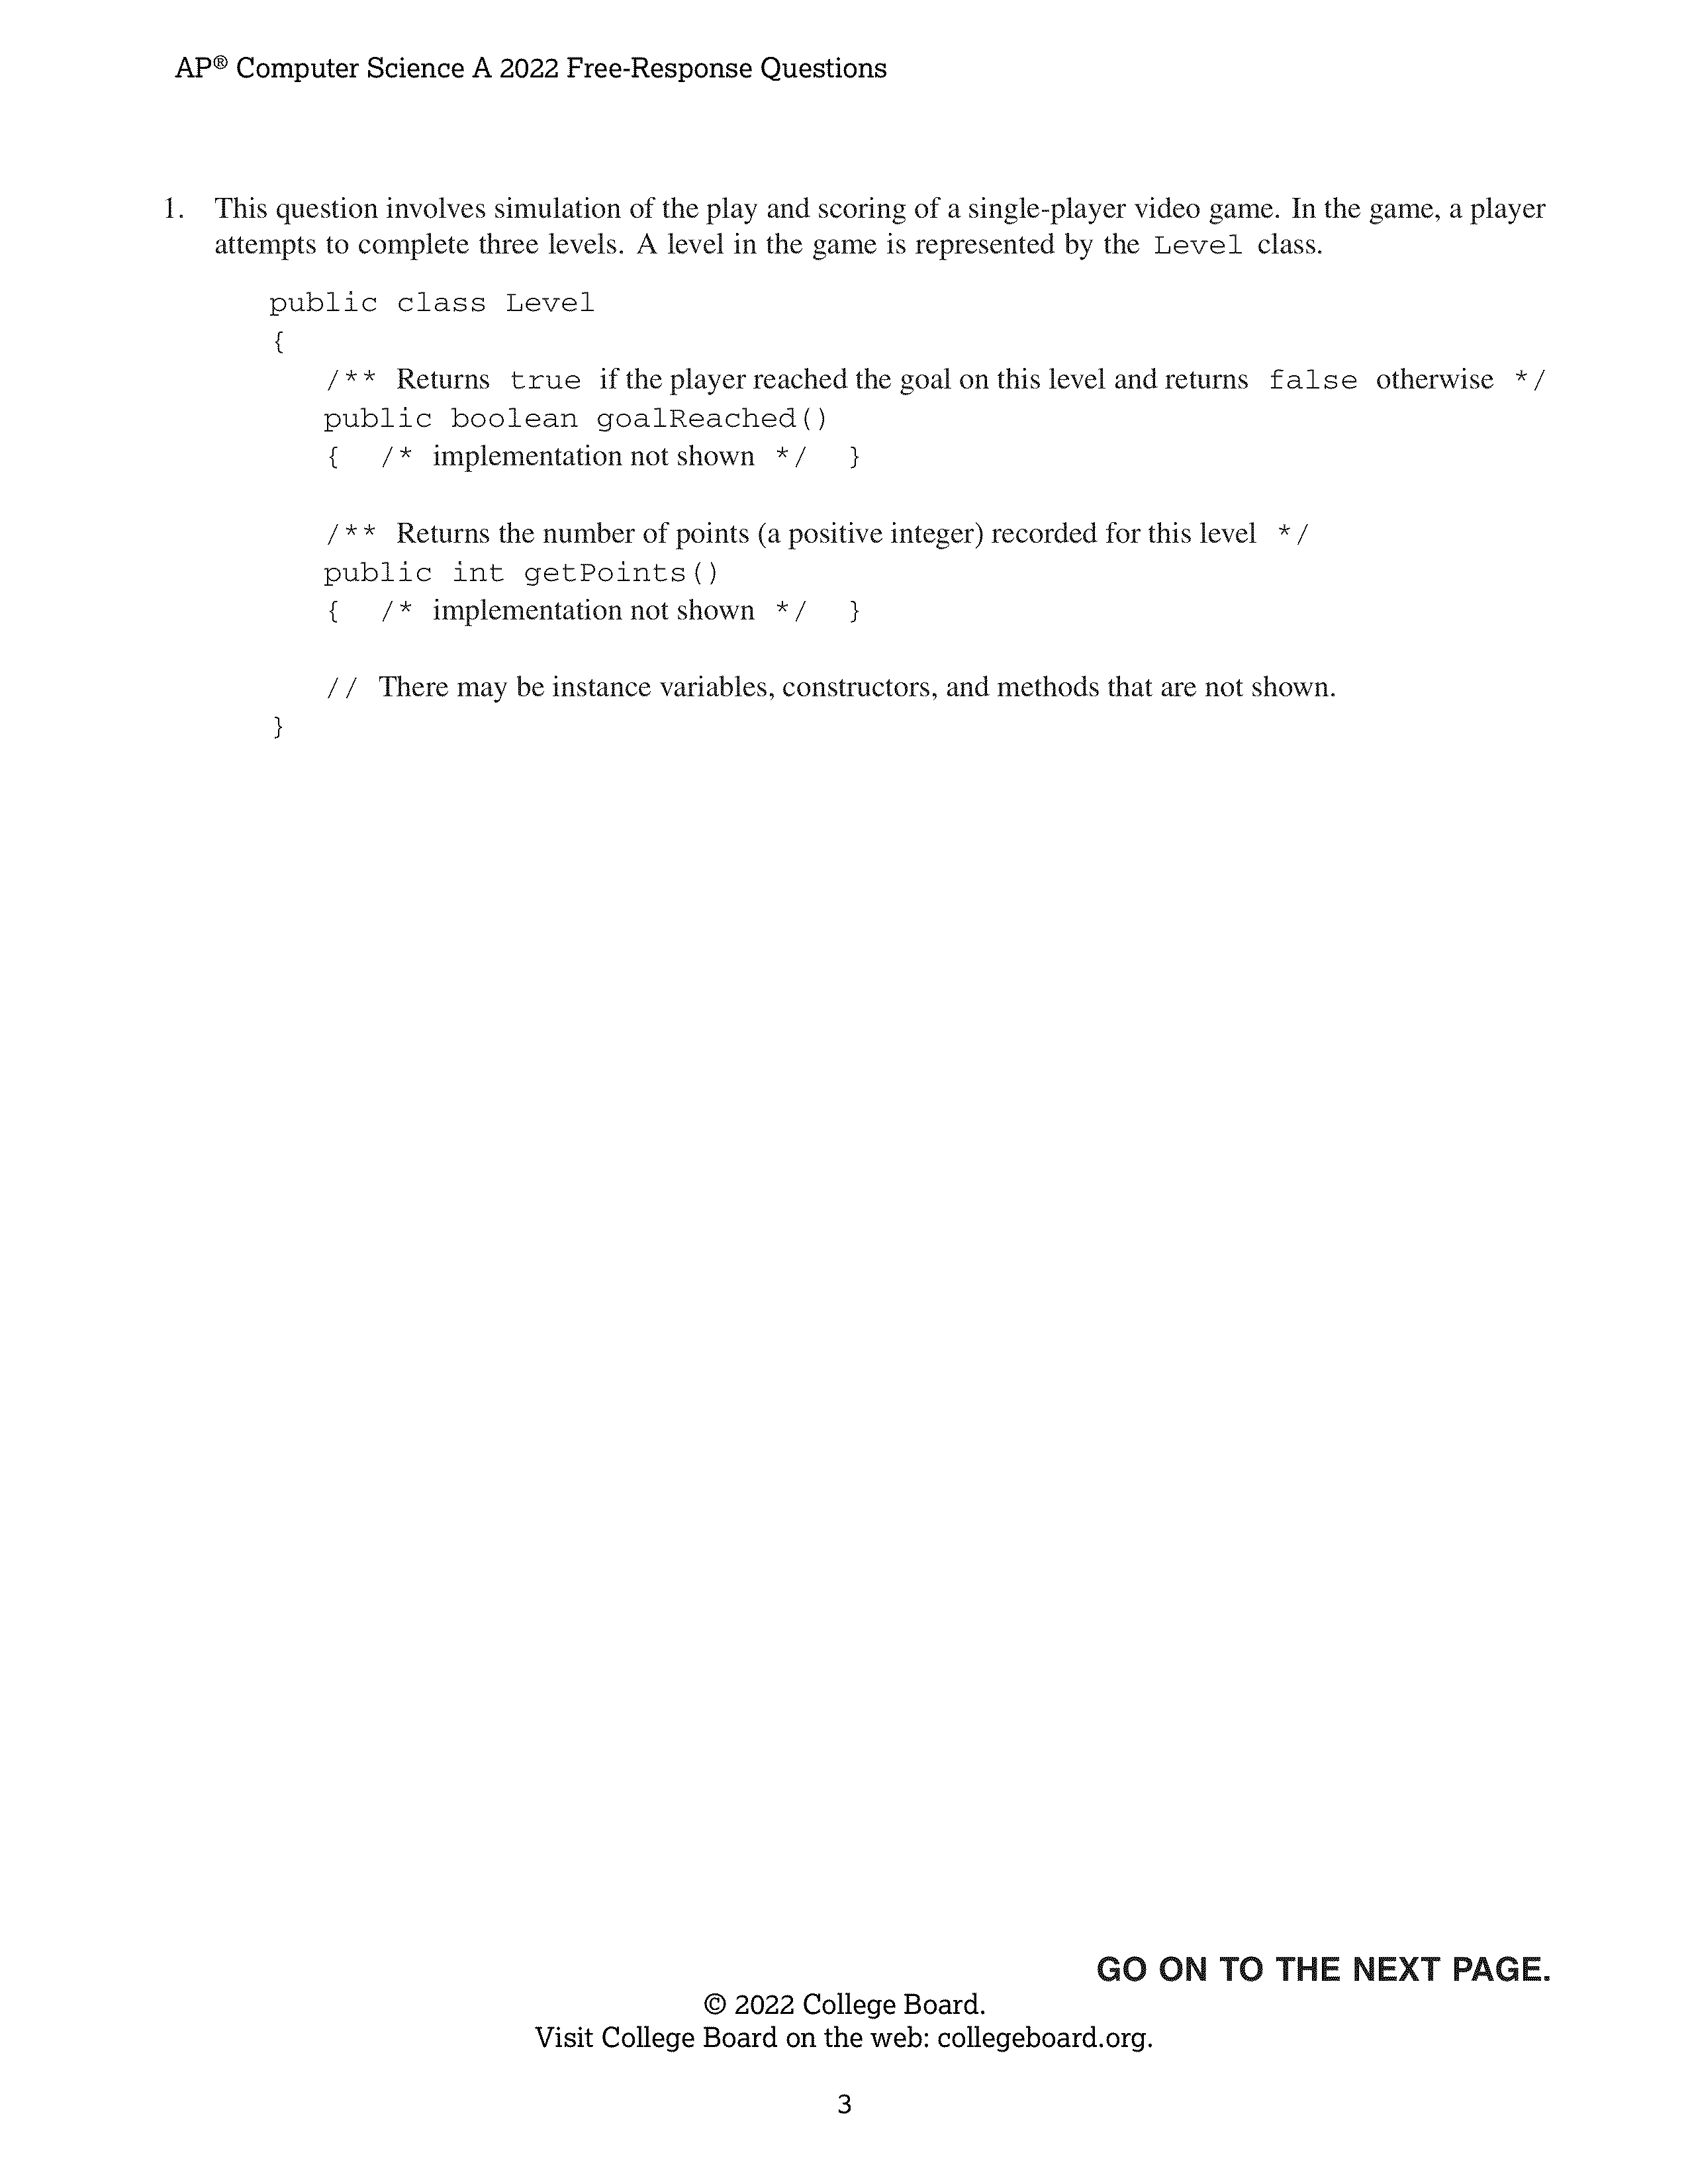 AP® Computer Science A 2022 Free-Response Questions
1. This question involves simulation of the play and scoring of a single-player video game. In the game, a player
attempts to complete three levels. A level in the game is represented by the Level class.
public class Level
{
/** Returns true if the player reached the goal on this level and returns false otherwise */
public boolean goalReached()
{ /* implementation not shown */ }
/** Returns the number of points (a positive integer) recorded for this level */
public int getPoints()
{ /* implementation not shown */ }
// There may be instance variables, constructors, and methods that are not shown.
}
GO ON TO THE NEXT PAGE.
© 2022 College Board.
Visit College Board on the web: collegeboard.org.
3